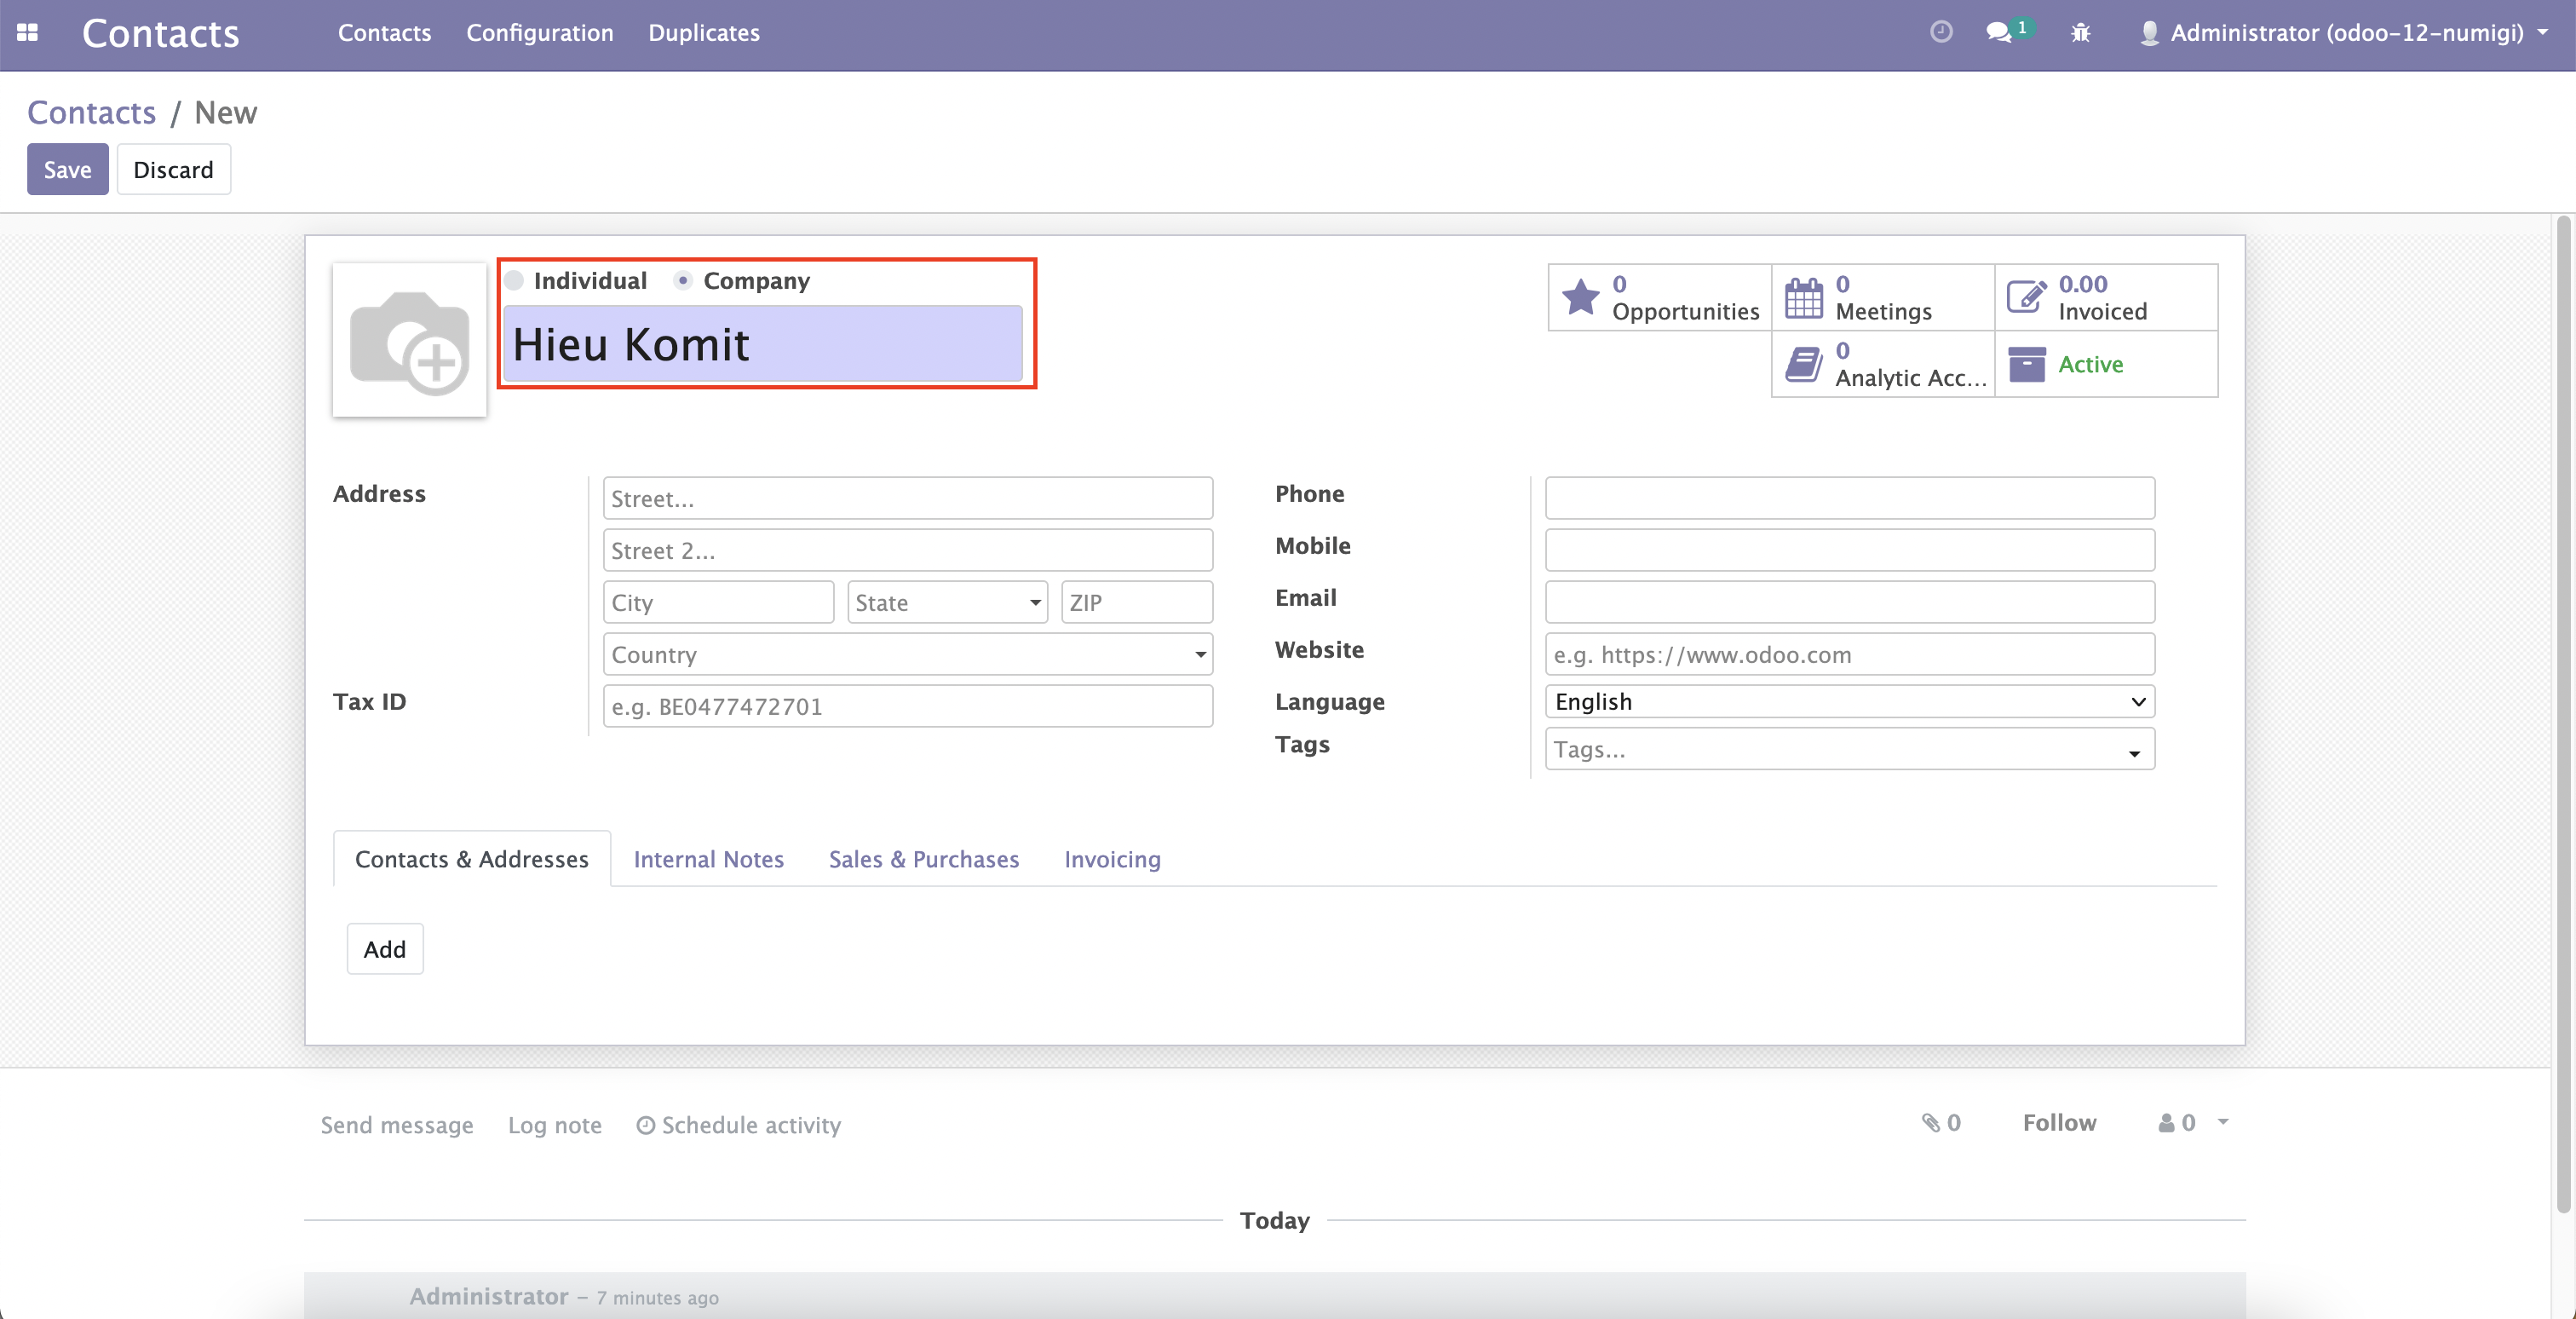 Contacts Contacts Configuration Duplicates 1 Administrator (odoo-12-numigi)
Contacts / New
Save Discard
Individual Company
Hieu Komit
0 Opportunities
0 Meetings
0.00 Invoiced
0 Analytic Acc...
Active
Address
Street...
Street 2...
City State ZIP
Country
Tax ID e.g. BE0477472701
Phone
Mobile
Email
Website e.g. https://www.odoo.com
Language English
Tags Tags...
Contacts & Addresses Internal Notes Sales & Purchases Invoicing
Add
Send message Log note Schedule activity 0 Follow 0
Today
Administrator – 7 minutes ago